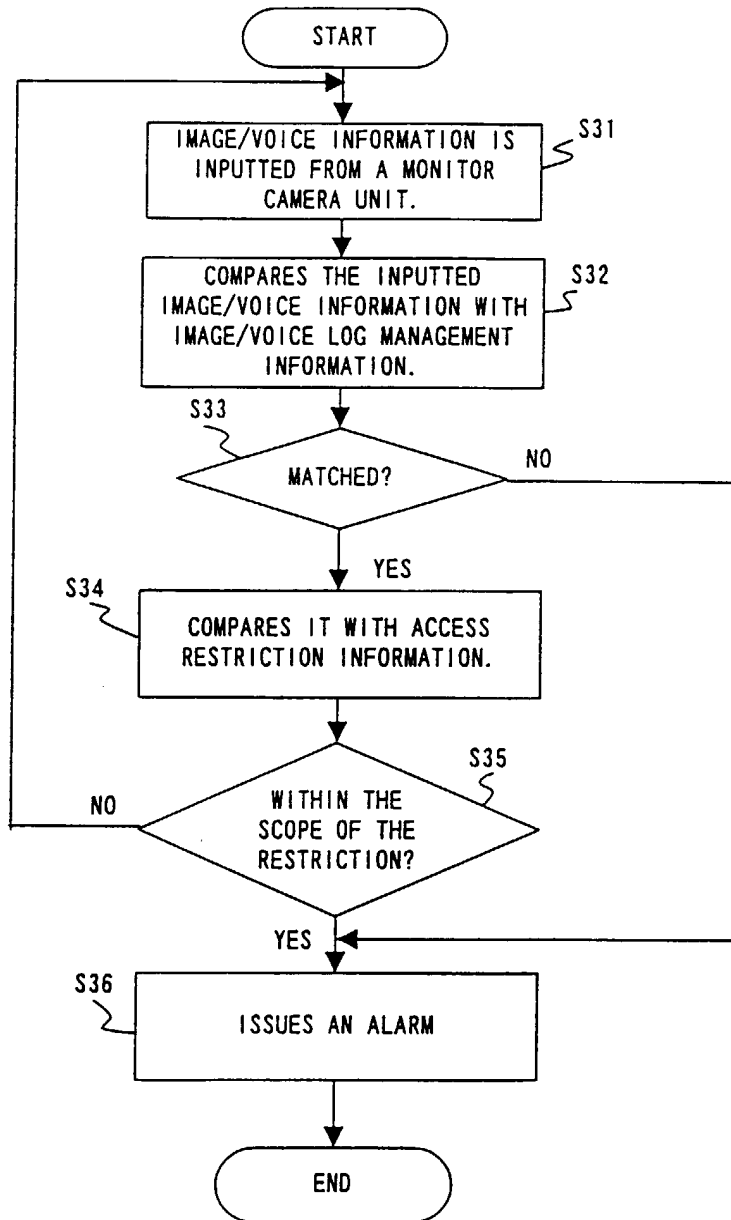 START
IMAGE/VOICE INFORMATION IS
INPUTTED FROM A MONITOR
CAMERA UNIT.
S31
COMPARES THE INPUTTED
IMAGE/VOICE INFORMATION WITH
IMAGE/VOICE LOG MANAGEMENT
INFORMATION.
S32
S33
MATCHED?
NO
YES
S34
COMPARES IT WITH ACCESS
RESTRICTION INFORMATION.
S35
NO
WITHIN THE
SCOPE OF THE
RESTRICTION?
YES
S36
ISSUES AN ALARM
END